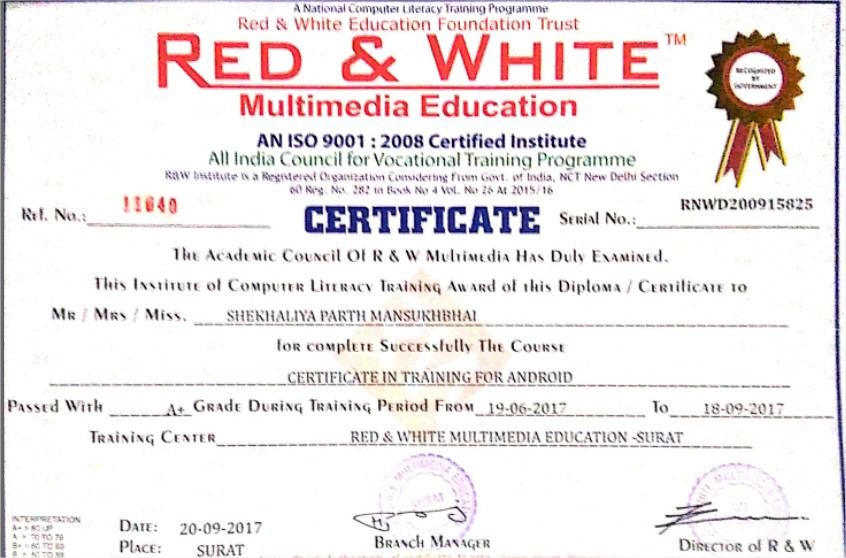 A National Computer Literacy Training Programme
Red & White Education Foundation Trust
RED & WHITE™
Multimedia Education
RECOGNIZED
BY
GOVERNMENT
AN ISO 9001 : 2008 Certified Institute
All India Council for Vocational Training Programme
R&W Institute is a Registered Organization Considering From Govt. of India, NCT New Delhi Section
60 Reg. No. 282 in Book No 4 Vol. No 26 At 2015/16
Ref. No.: 11640
CERTIFICATE
Serial No.: RNWD200915825
The Academic Council Of R & W Multimedia Has Duly Examined.
This Institute of Computer Literacy Training Award of this Diploma / Certificate to
Mr / Mrs / Miss. SHEKHALIYA PARTH MANSUKHBHAI
for complete Successfully The Course
CERTIFICATE IN TRAINING FOR ANDROID
Passed With A+ Grade During Training Period From 19-06-2017 To 18-09-2017
Training Center RED & WHITE MULTIMEDIA EDUCATION -SURAT
INTERPRETATION
A+ > 80 UP
A > 70 TO 79
B+ > 60 TO 69
Date: 20-09-2017
Place: SURAT
SURAT
Branch Manager
Director of R & W